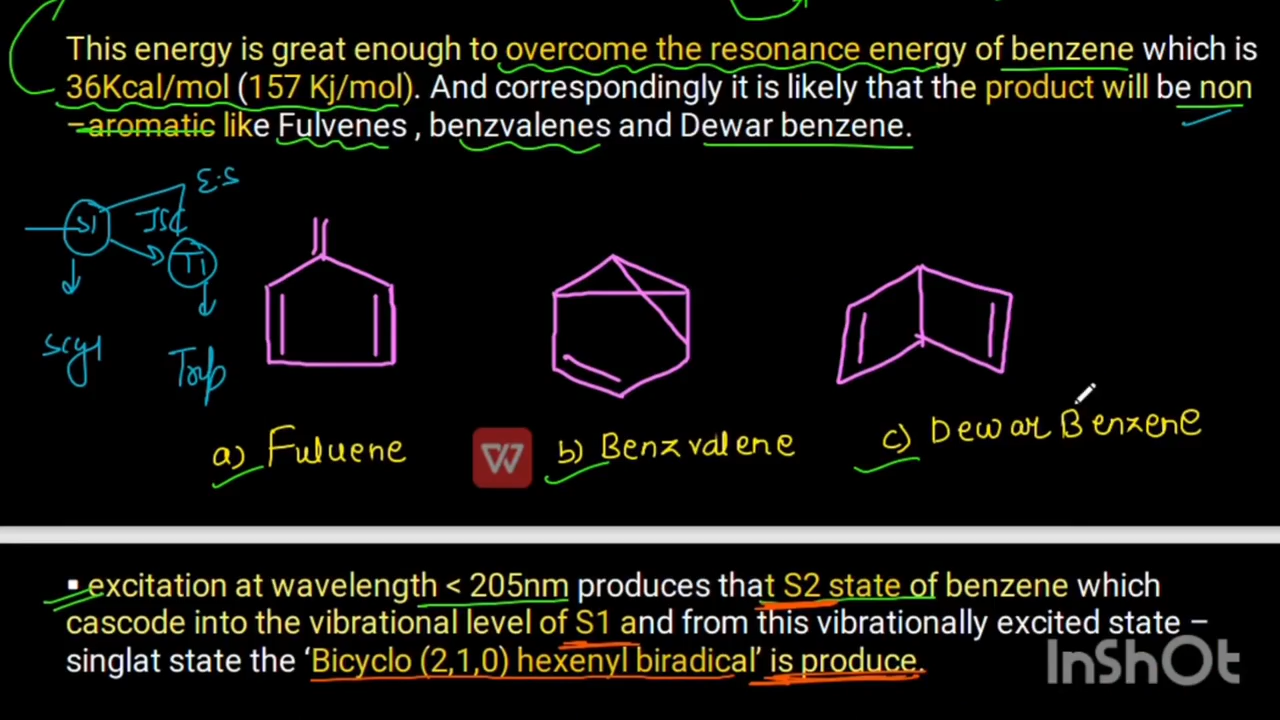 This energy is great enough to overcome the resonance energy of benzene which is
36Kcal/mol (157 Kj/mol). And correspondingly it is likely that the product will be non
–aromatic like Fulvenes , benzvalenes and Dewar benzene.
E.S
S1
ISC
T1
a) Fulvene
b) Benzvalene
c) Dewar Benzene
▪ excitation at wavelength < 205nm produces that S2 state of benzene which
cascode into the vibrational level of S1 and from this vibrationally excited state –
singlat state the ‘Bicyclo (2,1,0) hexenyl biradical’ is produce.
InShOt